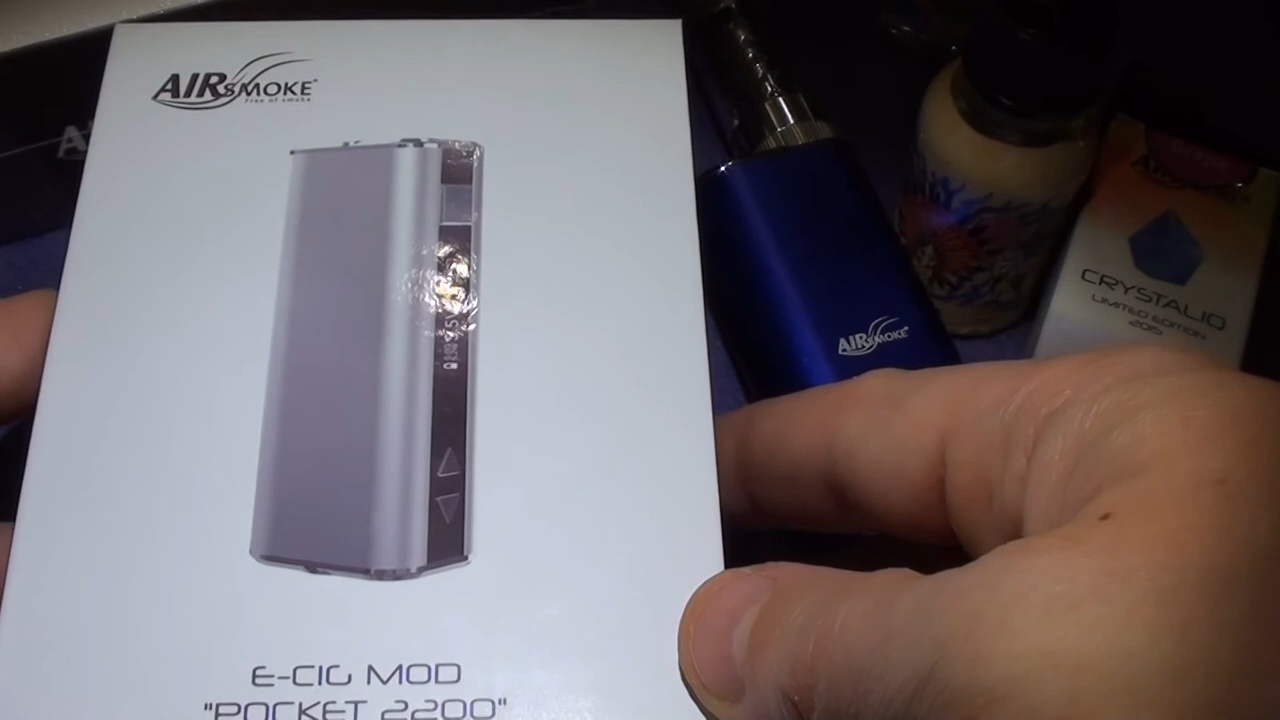 AIRSMOKE®
Free of smoke
E-CIG MOD
"POCKET 2200"
AIRSMOKE®
CRYSTALIQ
LIMITED EDITION
2015